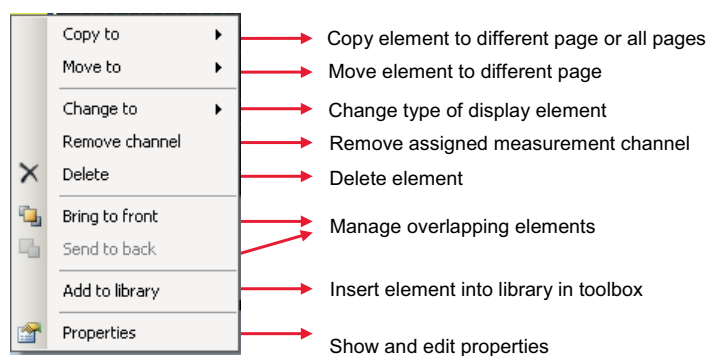 Copy to
Copy element to different page or all pages
Move to
Move element to different page
Change to
Change type of display element
Remove channel
Remove assigned measurement channel
Delete
Delete element
Bring to front
Manage overlapping elements
Send to back
Add to library
Insert element into library in toolbox
Properties
Show and edit properties